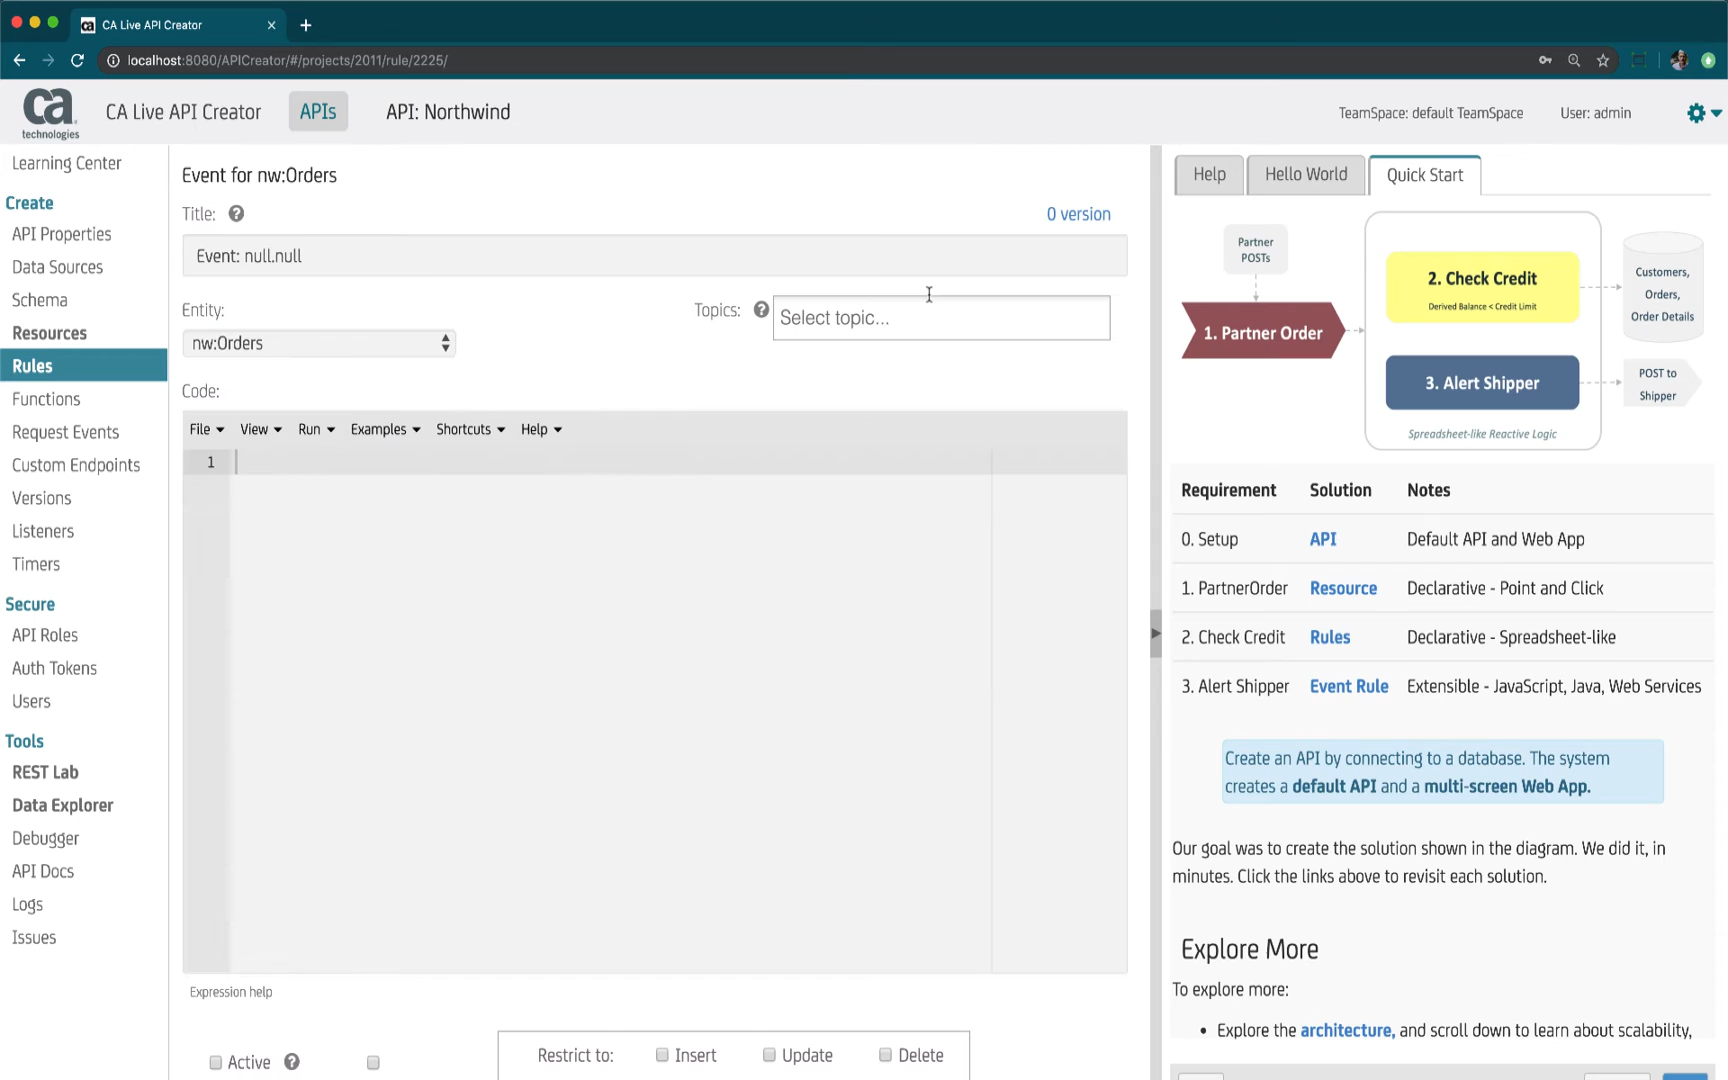 CA Live API Creator
localhost:8080/APICreator/#/projects/2011/rule/2225/
ca technologies
CA Live API Creator
APIs
API: Northwind
TeamSpace: default TeamSpace
User: admin
Learning Center
Create
API Properties
Data Sources
Schema
Resources
Rules
Functions
Request Events
Custom Endpoints
Versions
Listeners
Timers
Secure
API Roles
Auth Tokens
Users
Tools
REST Lab
Data Explorer
Debugger
API Docs
Logs
Issues
Event for nw:Orders
Title:
0 version
Event: null.null
Entity:
nw:Orders
Topics:
Select topic...
Code:
File View Run Examples Shortcuts Help
1
Expression help
Active
Restrict to: Insert Update Delete
Help
Hello World
Quick Start
Partner
POSTs
1. Partner Order
2. Check Credit
Derived Balance < Credit Limit
3. Alert Shipper
Spreadsheet-like Reactive Logic
Customers,
Orders,
Order Details
POST to
Shipper
Requirement Solution Notes
0. Setup API Default API and Web App
1. PartnerOrder Resource Declarative - Point and Click
2. Check Credit Rules Declarative - Spreadsheet-like
3. Alert Shipper Event Rule Extensible - JavaScript, Java, Web Services
Create an API by connecting to a database. The system
creates a default API and a multi-screen Web App.
Our goal was to create the solution shown in the diagram. We did it, in
minutes. Click the links above to revisit each solution.
Explore More
To explore more:
• Explore the architecture, and scroll down to learn about scalability,